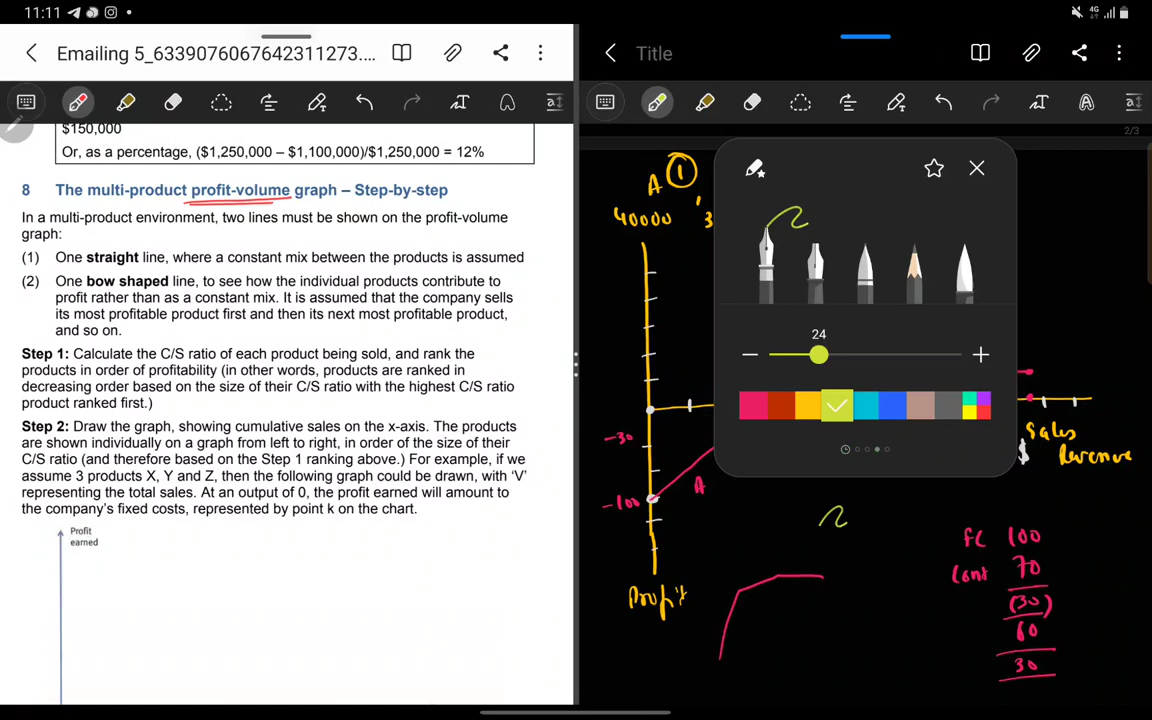 11:11
4G
Emailing 5_6339076067642311273....
Title
2/3
$150,000
Or, as a percentage, ($1,250,000 – $1,100,000)/$1,250,000 = 12%
8 The multi-product profit-volume graph – Step-by-step
In a multi-product environment, two lines must be shown on the profit-volume
graph:
(1) One straight line, where a constant mix between the products is assumed
(2) One bow shaped line, to see how the individual products contribute to
profit rather than as a constant mix. It is assumed that the company sells
its most profitable product first and then its next most profitable product,
and so on.
Step 1: Calculate the C/S ratio of each product being sold, and rank the
products in order of profitability (in other words, products are ranked in
decreasing order based on the size of their C/S ratio with the highest C/S ratio
product ranked first.)
Step 2: Draw the graph, showing cumulative sales on the x-axis. The products
are shown individually on a graph from left to right, in order of the size of their
C/S ratio (and therefore based on the Step 1 ranking above.) For example, if we
assume 3 products X, Y and Z, then the following graph could be drawn, with 'V'
representing the total sales. At an output of 0, the profit earned will amount to
the company's fixed costs, represented by point k on the chart.
Profit
earned
A 1
40000
24
-30
-100
A
Profit
Sales
$ Revenue
FC 100
Cont 70
(30)
60
30